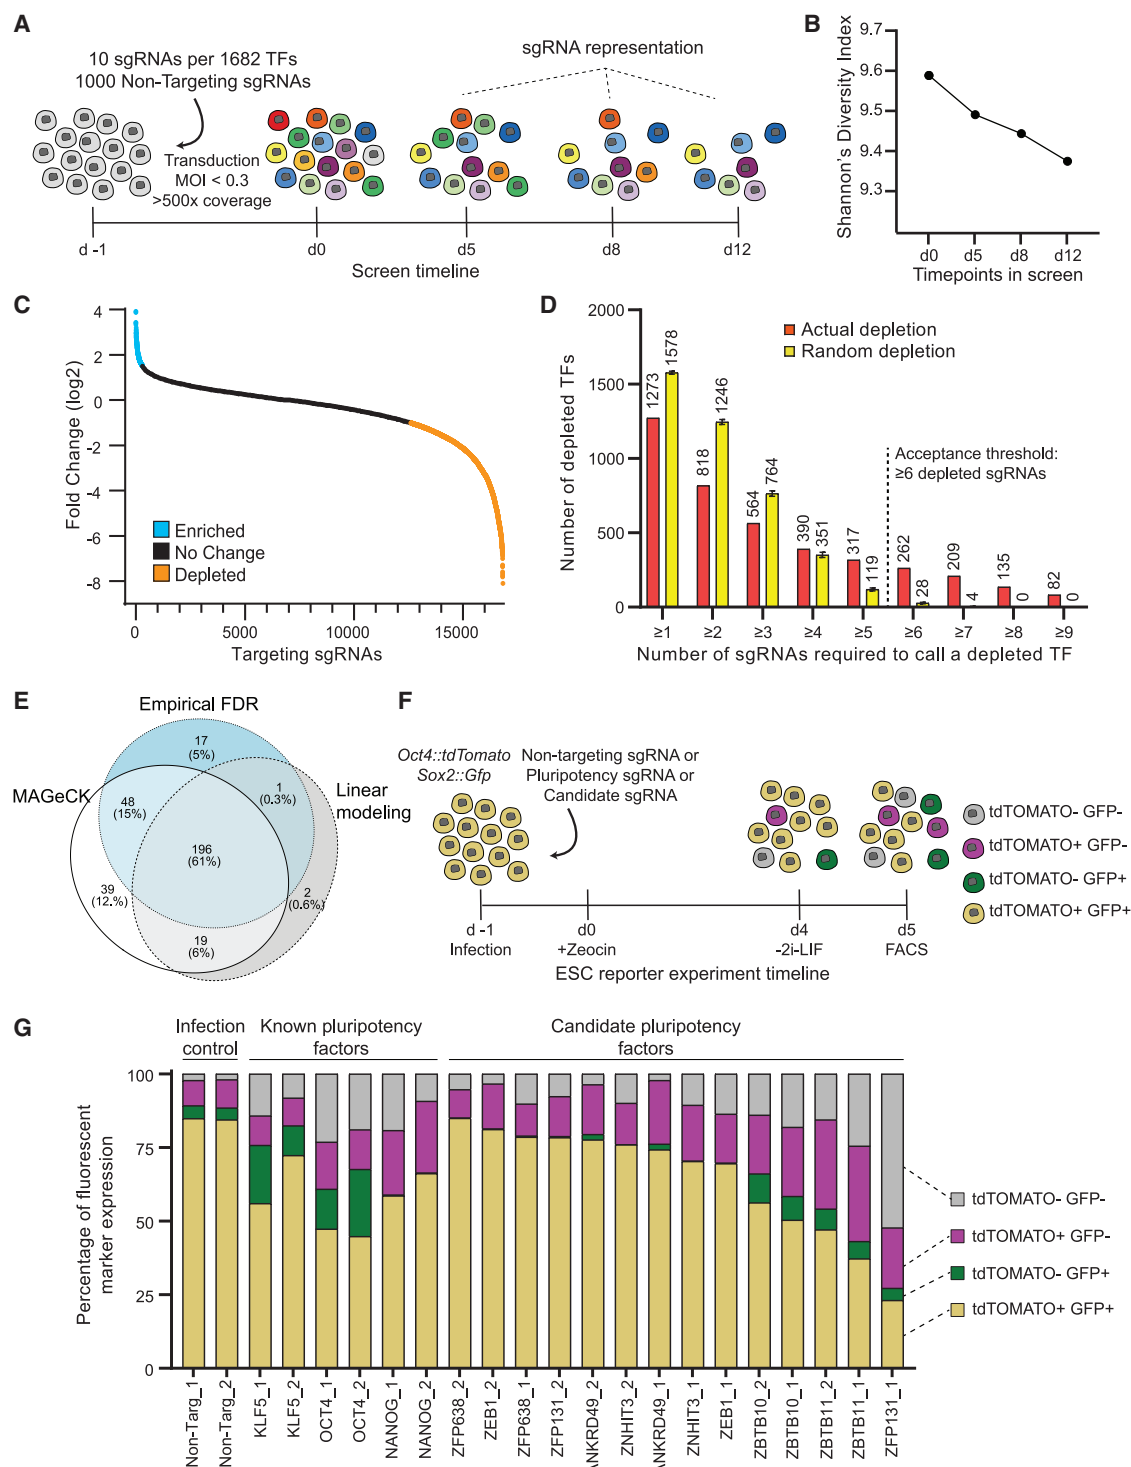 A
10 sgRNAs per 1682 TFs
1000 Non-Targeting sgRNAs
sgRNA representation
Transduction
MOI < 0.3
>500x coverage
d -1
d0
d5
d8
d12
Screen timeline
B
Shannon's Diversity Index
9.7
9.6
9.5
9.4
9.3
d0
d5
d8
d12
Timepoints in screen
C
Fold Change (log2)
4
2
0
-2
-4
-6
-8
Enriched
No Change
Depleted
0
5000
10000
15000
Targeting sgRNAs
D
Number of depleted TFs
2000
1500
1000
500
0
Actual depletion
Random depletion
1273
1578
818
1246
564
764
390
351
317
119
262
28
209
4
135
0
82
0
Acceptance threshold:
≥6 depleted sgRNAs
≥1
≥2
≥3
≥4
≥5
≥6
≥7
≥8
≥9
Number of sgRNAs required to call a depleted TF
E
Empirical FDR
MAGeCK
Linear
modeling
17
(5%)
1
(0.3%)
48
(15%)
196
(61%)
39
(12.%)
2
(0.6%)
19
(6%)
F
Oct4::tdTomato
Sox2::Gfp
Non-targeting sgRNA or
Pluripotency sgRNA or
Candidate sgRNA
tdTOMATO- GFP-
tdTOMATO+ GFP-
tdTOMATO- GFP+
tdTOMATO+ GFP+
d -1
Infection
d0
+Zeocin
d4
-2i-LIF
d5
FACS
ESC reporter experiment timeline
G
Infection
control
Known pluripotency
factors
Candidate pluripotency
factors
Percentage of fluorescent
marker expression
100
75
50
25
0
tdTOMATO- GFP-
tdTOMATO+ GFP-
tdTOMATO- GFP+
tdTOMATO+ GFP+
Non-Targ_1
Non-Targ_2
KLF5_1
KLF5_2
OCT4_1
OCT4_2
NANOG_1
NANOG_2
ZFP638_2
ZEB1_2
ZFP638_1
ZFP131_2
ANKRD49_2
ZNHIT3_2
ANKRD49_1
ZNHIT3_1
ZEB1_1
ZBTB10_2
ZBTB10_1
ZBTB11_2
ZBTB11_1
ZFP131_1